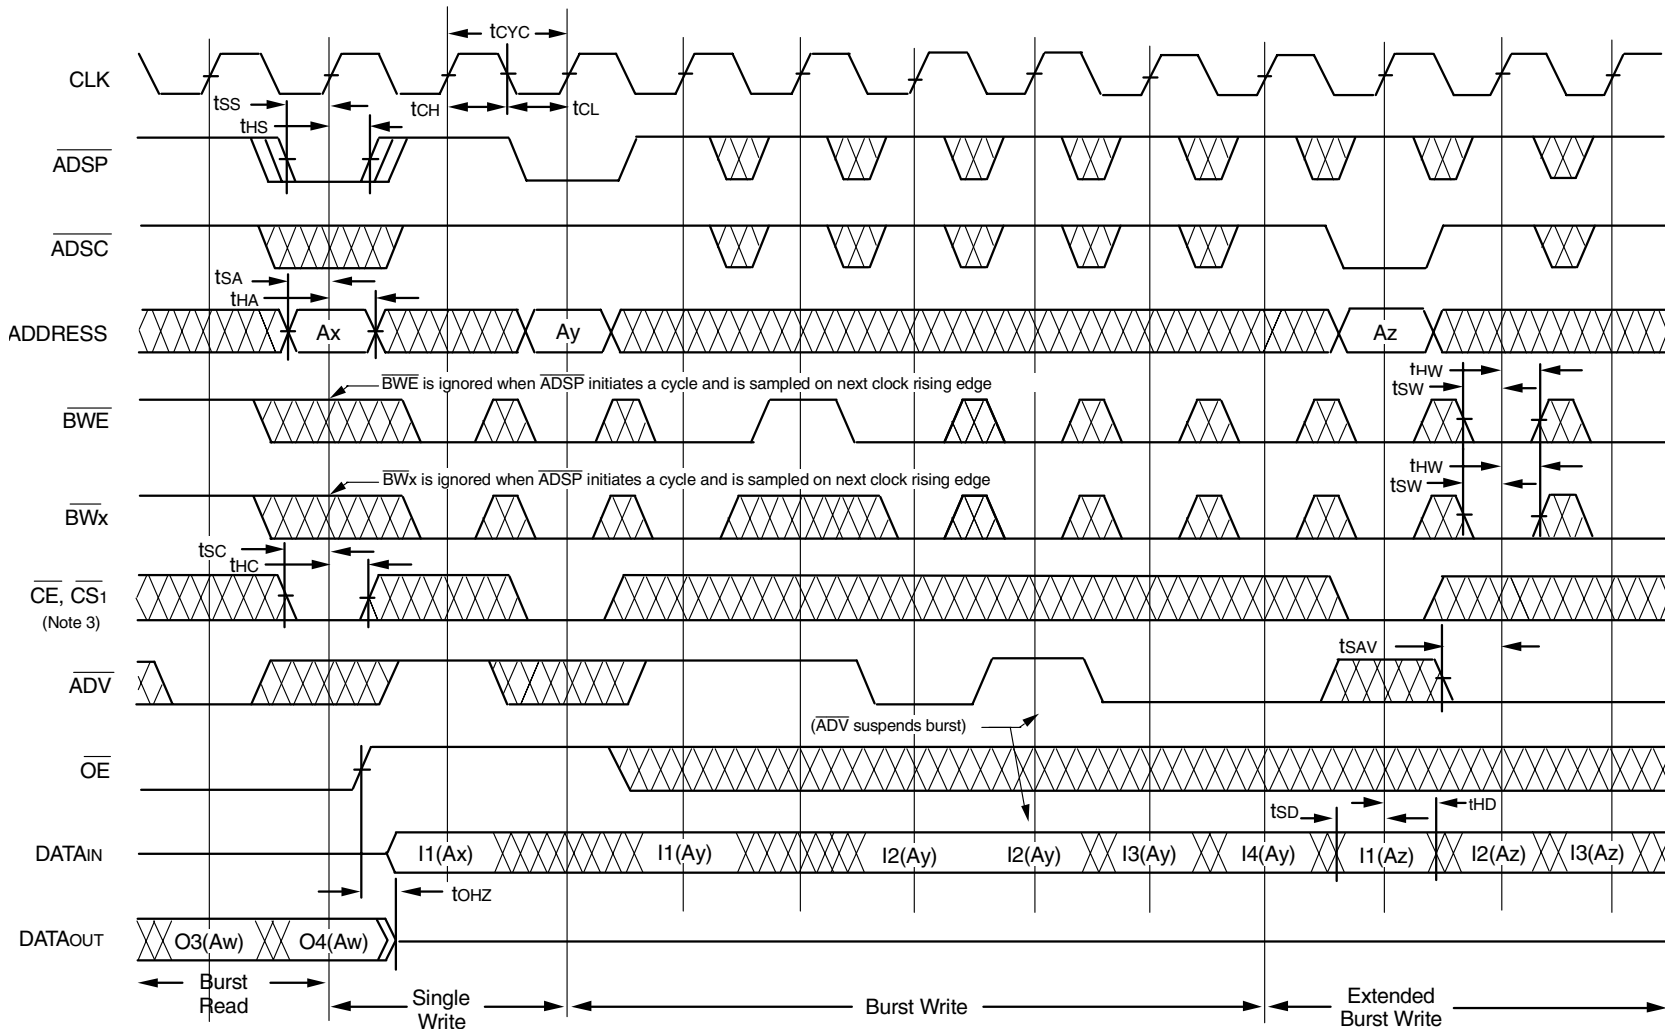 tCYC
CLK
tSS
tCH
tCL
tHS
ADSP
ADSC
tSA
tHA
ADDRESS
Ax
Ay
Az
BWE is ignored when ADSP initiates a cycle and is sampled on next clock rising edge
tHW
tSW
BWE
BWx is ignored when ADSP initiates a cycle and is sampled on next clock rising edge
tHW
tSW
BWx
tSC
tHC
CE, CS1
(Note 3)
tSAV
ADV
(ADV suspends burst)
OE
tSD
tHD
DATAIN
I1(Ax)
I1(Ay)
I2(Ay)
I2(Ay)
I3(Ay)
I4(Ay)
I1(Az)
I2(Az)
I3(Az)
tOHZ
DATAOUT
O3(Aw)
O4(Aw)
Burst
Read
Single
Write
Burst Write
Extended
Burst Write